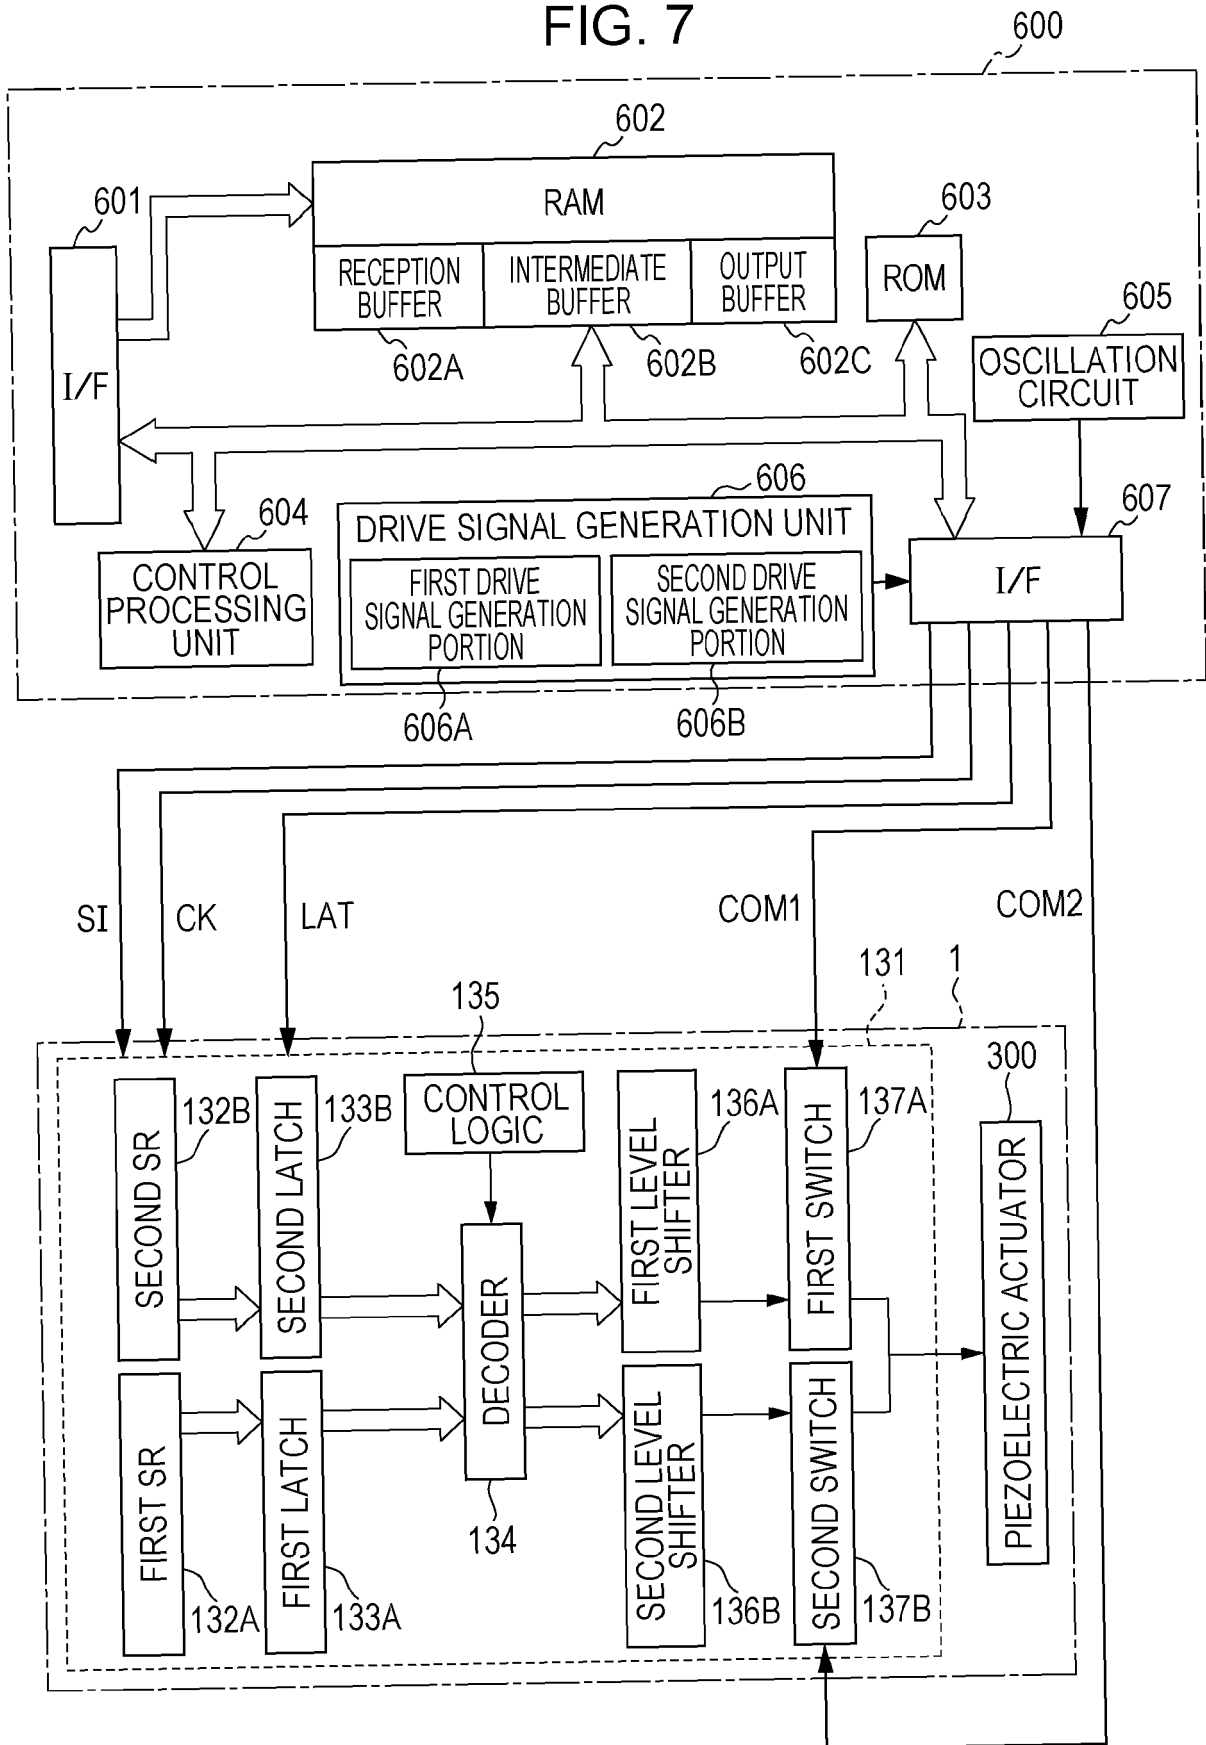 FIG. 7
600
602
601
RAM
603
RECEPTION
BUFFER
INTERMEDIATE
BUFFER
OUTPUT
BUFFER
ROM
605
602A
602B
602C
I/F
OSCILLATION
CIRCUIT
604
606
607
CONTROL
PROCESSING
UNIT
DRIVE SIGNAL GENERATION UNIT
FIRST DRIVE
SIGNAL GENERATION
PORTION
SECOND DRIVE
SIGNAL GENERATION
PORTION
I/F
606A
606B
SI
CK
LAT
COM1
COM2
131
1
135
300
SECOND SR
132B
SECOND LATCH
133B
CONTROL
LOGIC
FIRST LEVEL
SHIFTER
136A
FIRST SWITCH
137A
PIEZOELECTRIC ACTUATOR
DECODER
134
FIRST SR
132A
FIRST LATCH
133A
SECOND LEVEL
SHIFTER
136B
SECOND SWITCH
137B